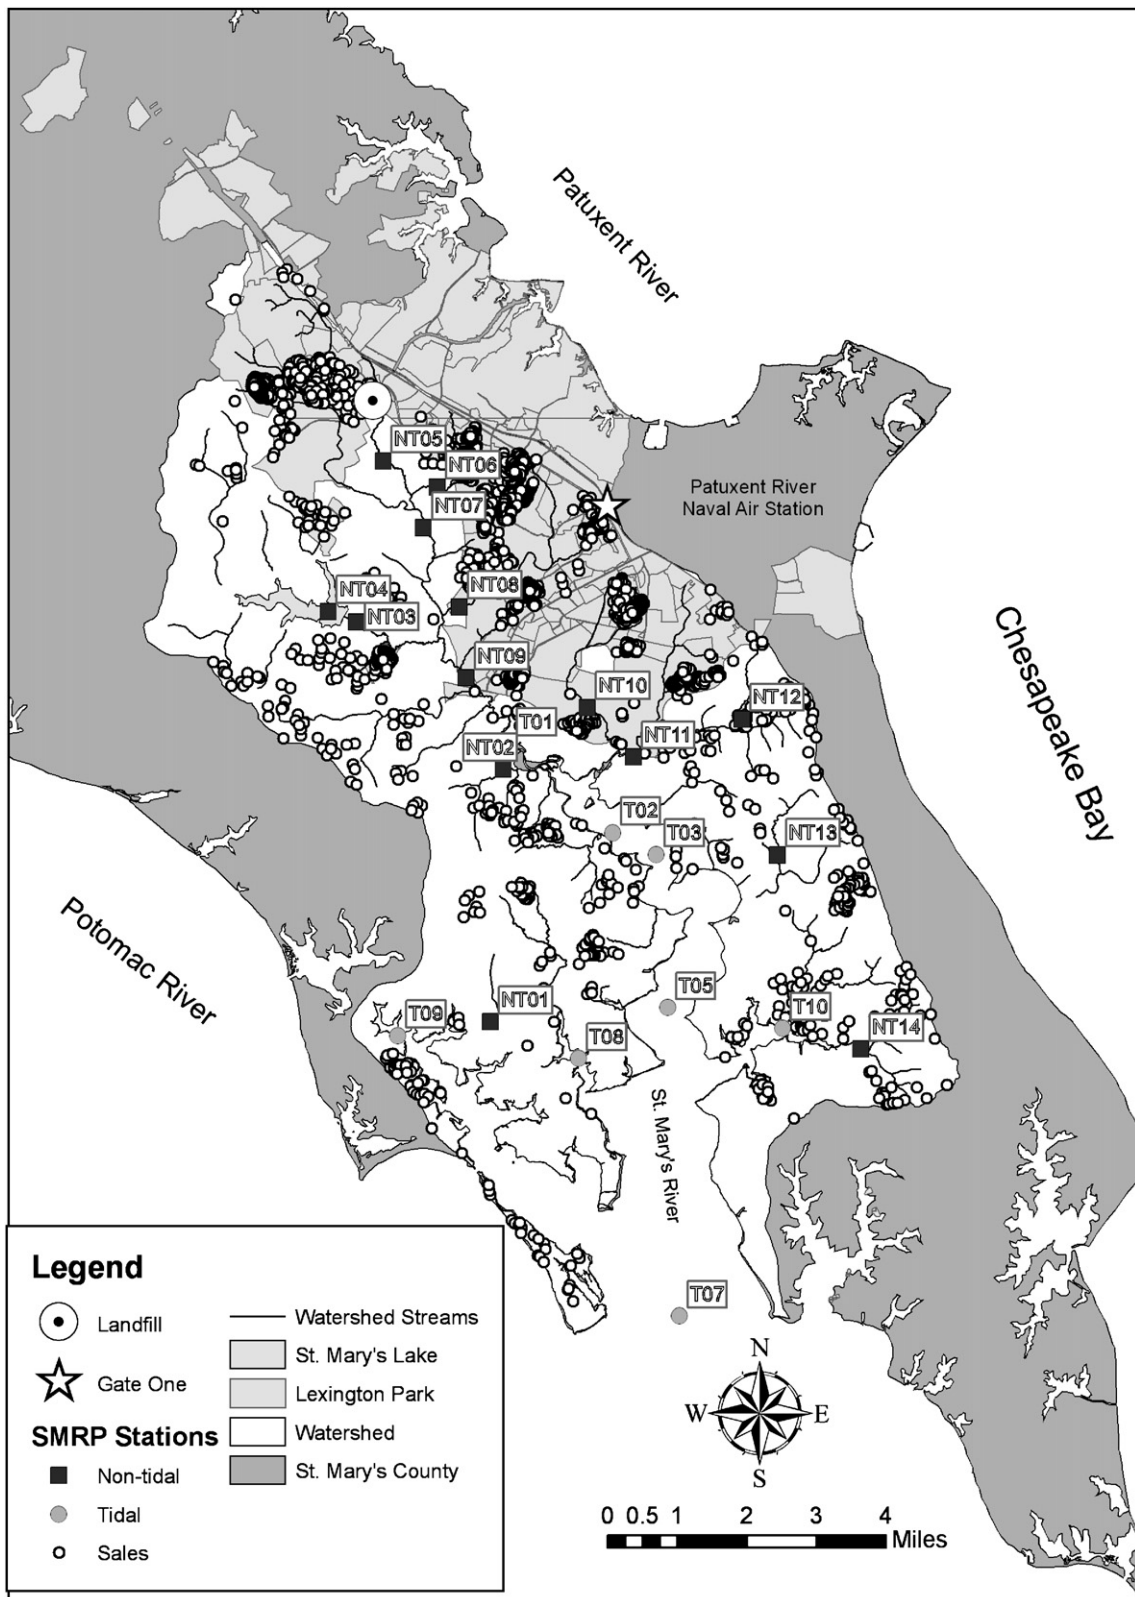 Patuxent River
NT05
NT06
NT07
Patuxent River
Naval Air Station
NT04
NT03
NT08
NT09
NT10
NT12
T01
NT02
NT11
T02
T03
NT13
Chesapeake Bay
Potomac River
T09
NT01
T08
T05
T10
NT14
St. Mary's River
T07
Legend
Landfill
Gate One
SMRP Stations
Non-tidal
Tidal
Sales
Watershed Streams
St. Mary's Lake
Lexington Park
Watershed
St. Mary's County
N
W E
S
0 0.5 1 2 3 4
Miles